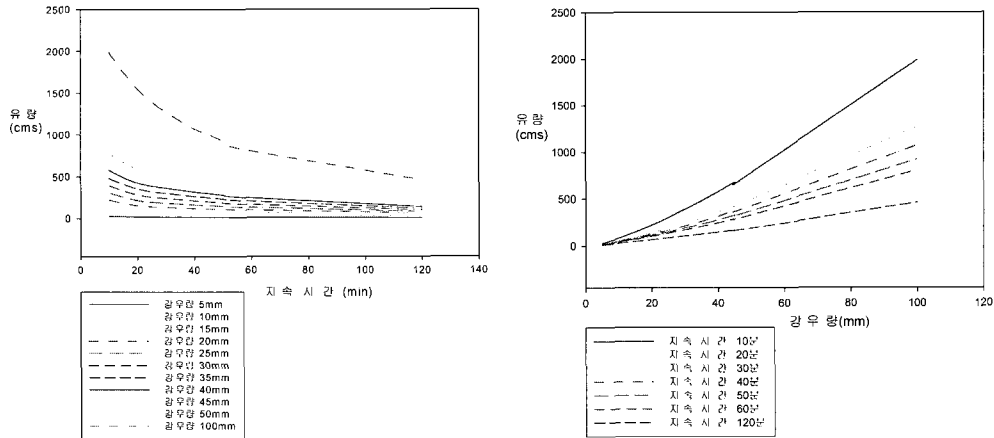 2500
2000
1500
유 량
(cms)
1000
500
0
0 20 40 60 80 100 120 140
지 속 시 간 (min)
강우량 5mm
강우량 10mm
강우량 15mm
강우량 20mm
강우량 25mm
강우량 30mm
강우량 35mm
강우량 40mm
강우량 45mm
강우량 50mm
강우량 100mm
2500
2000
1500
유 량
(cms)
1000
500
0
0 20 40 60 80 100 120
강 우 량(mm)
지 속 시 간 10분
지 속 시 간 20분
지 속 시 간 30분
지 속 시 간 40분
지 속 시 간 50분
지 속 시 간 60분
지 속 시 간 120분